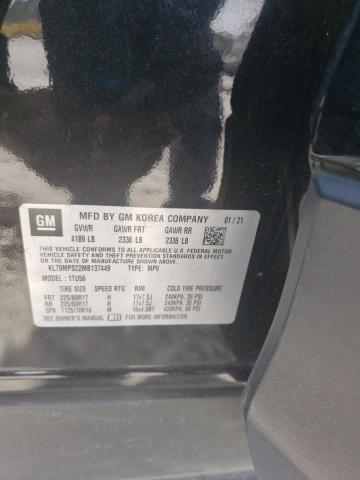 GM
MFD BY GM KOREA COMPANY 01/21
GVWR GAWR FRT GAWR RR
4189 LB 2336 LB 2336 LB
THIS VEHICLE CONFORMS TO ALL APPLICABLE U.S. FEDERAL MOTOR VEHICLE SAFETY, BUMPER, AND THEFT PREVENTION STANDARDS IN EFFECT ON THE DATE OF MANUFACTURE SHOWN ABOVE.
KL79MPS22MB137449 TYPE: MPV
MODEL: 1TU56
TIRE SIZE SPEED RTG RIM COLD TIRE PRESSURE
FRT 225/60R17 H 17x7.5J 240KPA, 35 PSI
RR 225/60R17 H 17x7.5J 240KPA, 35 PSI
SPA T125/70R16 M 16x4.0BT 420KPA, 60 PSI
SEE OWNER'S MANUAL FOR MORE INFORMATION